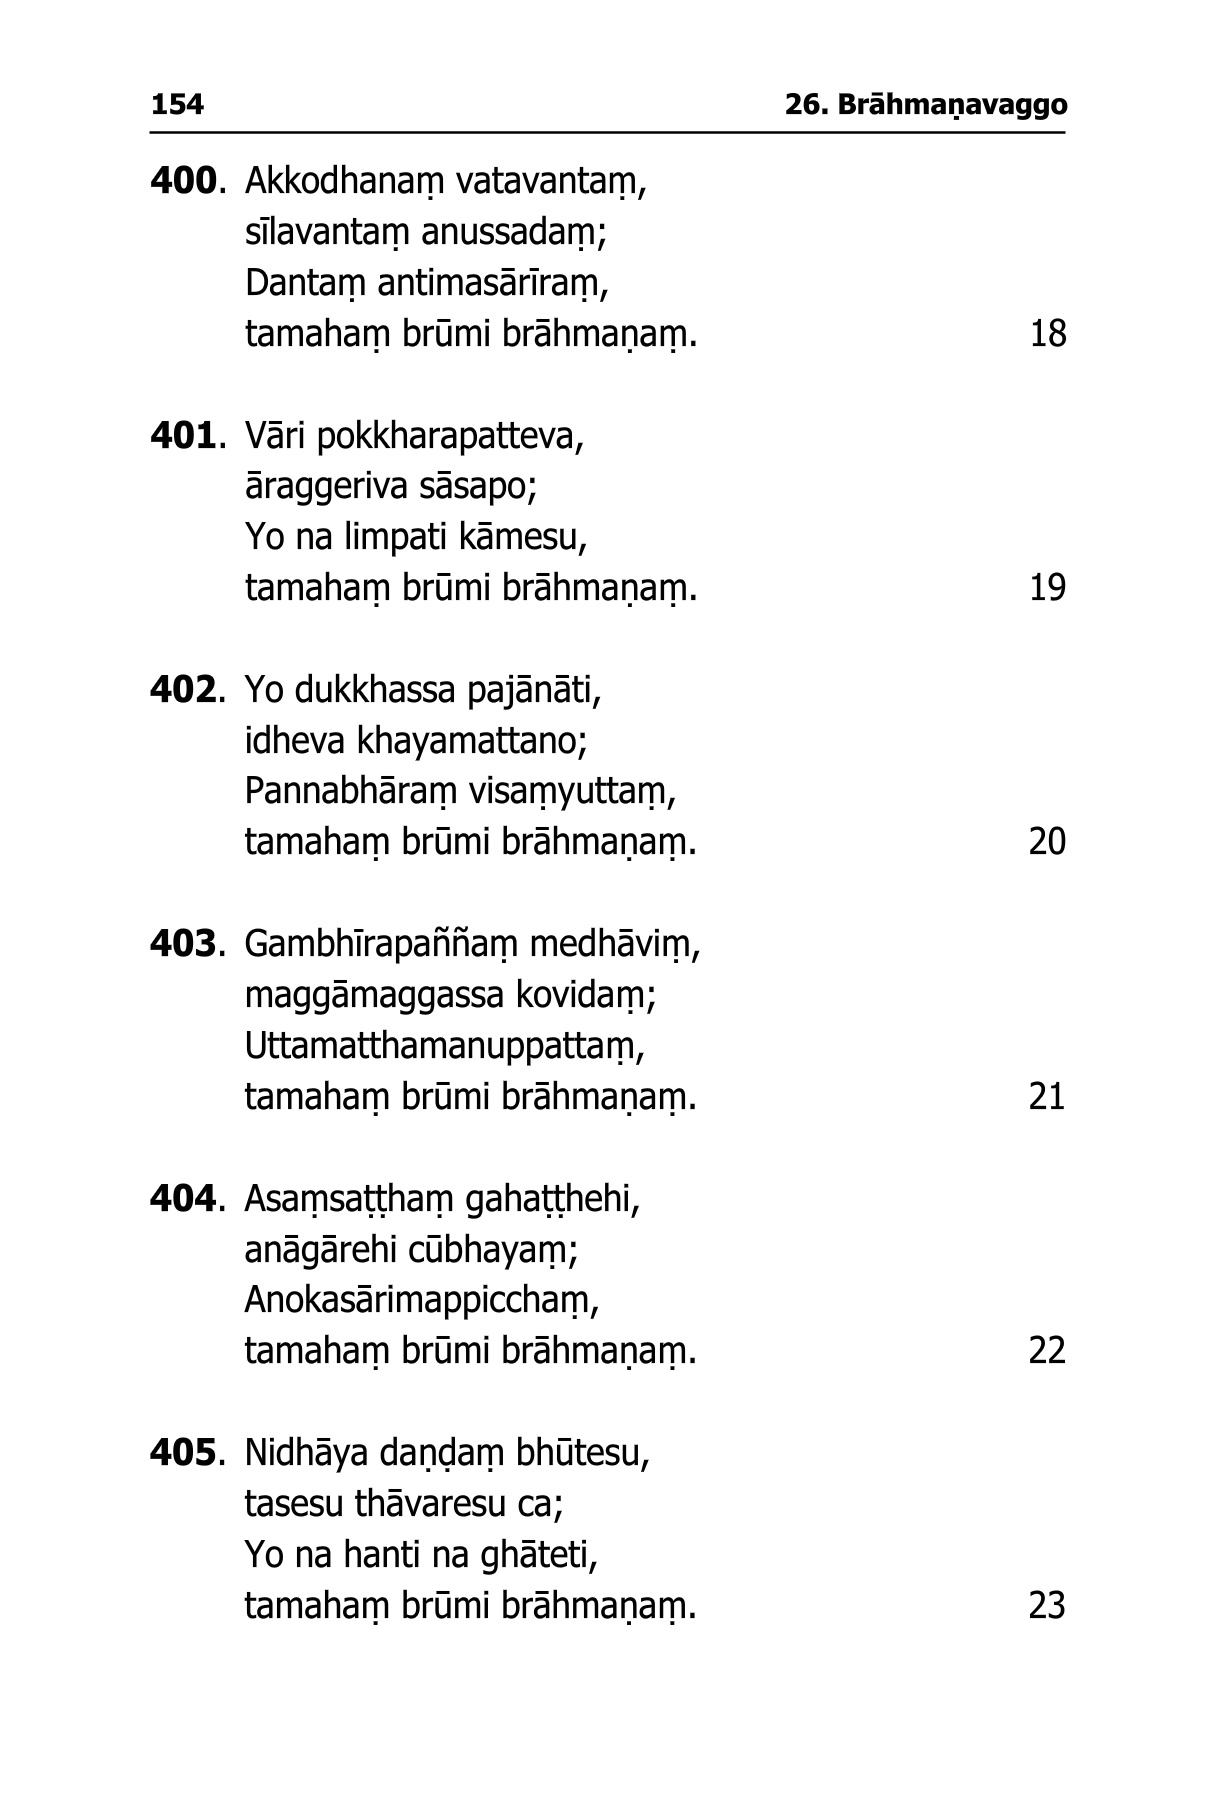 154 26. Brāhmaṇavaggo
400. Akkodhanaṃ vatavantaṃ,
sīlavantaṃ anussadaṃ;
Dantaṃ antimasārīraṃ,
tamahaṃ brūmi brāhmaṇaṃ. 18
401. Vāri pokkharapatteva,
āraggeriva sāsapo;
Yo na limpati kāmesu,
tamahaṃ brūmi brāhmaṇaṃ. 19
402. Yo dukkhassa pajānāti,
idheva khayamattano;
Pannabhāraṃ visaṃyuttaṃ,
tamahaṃ brūmi brāhmaṇaṃ. 20
403. Gambhīrapaññaṃ medhāviṃ,
maggāmaggassa kovidaṃ;
Uttamatthamanuppattaṃ,
tamahaṃ brūmi brāhmaṇaṃ. 21
404. Asaṃsaṭṭhaṃ gahaṭṭhehi,
anāgārehi cūbhayaṃ;
Anokasārimappicchaṃ,
tamahaṃ brūmi brāhmaṇaṃ. 22
405. Nidhāya daṇḍaṃ bhūtesu,
tasesu thāvaresu ca;
Yo na hanti na ghāteti,
tamahaṃ brūmi brāhmaṇaṃ. 23